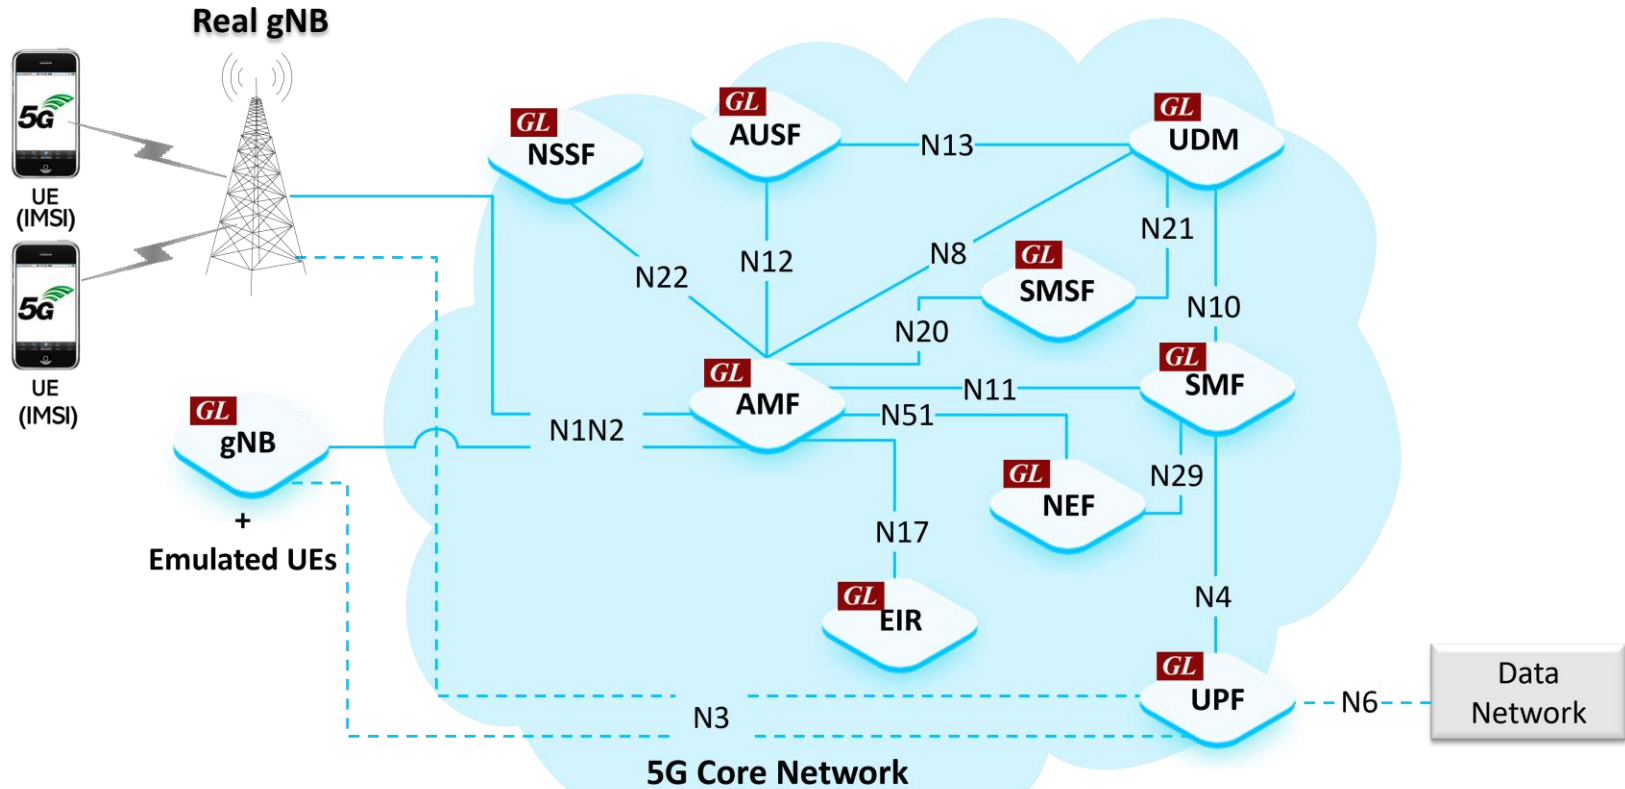 Real gNB
5G
UE
(IMSI)
5G
UE
(IMSI)
GL
NSSF
GL
AUSF
N13
GL
UDM
N22
N12
N8
N21
GL
SMSF
N20
N10
GL
AMF
N11
GL
SMF
N51
N1N2
GL
gNB
+
Emulated UEs
N29
GL
NEF
N17
GL
EIR
N4
GL
UPF
N3
N6
Data
Network
5G Core Network